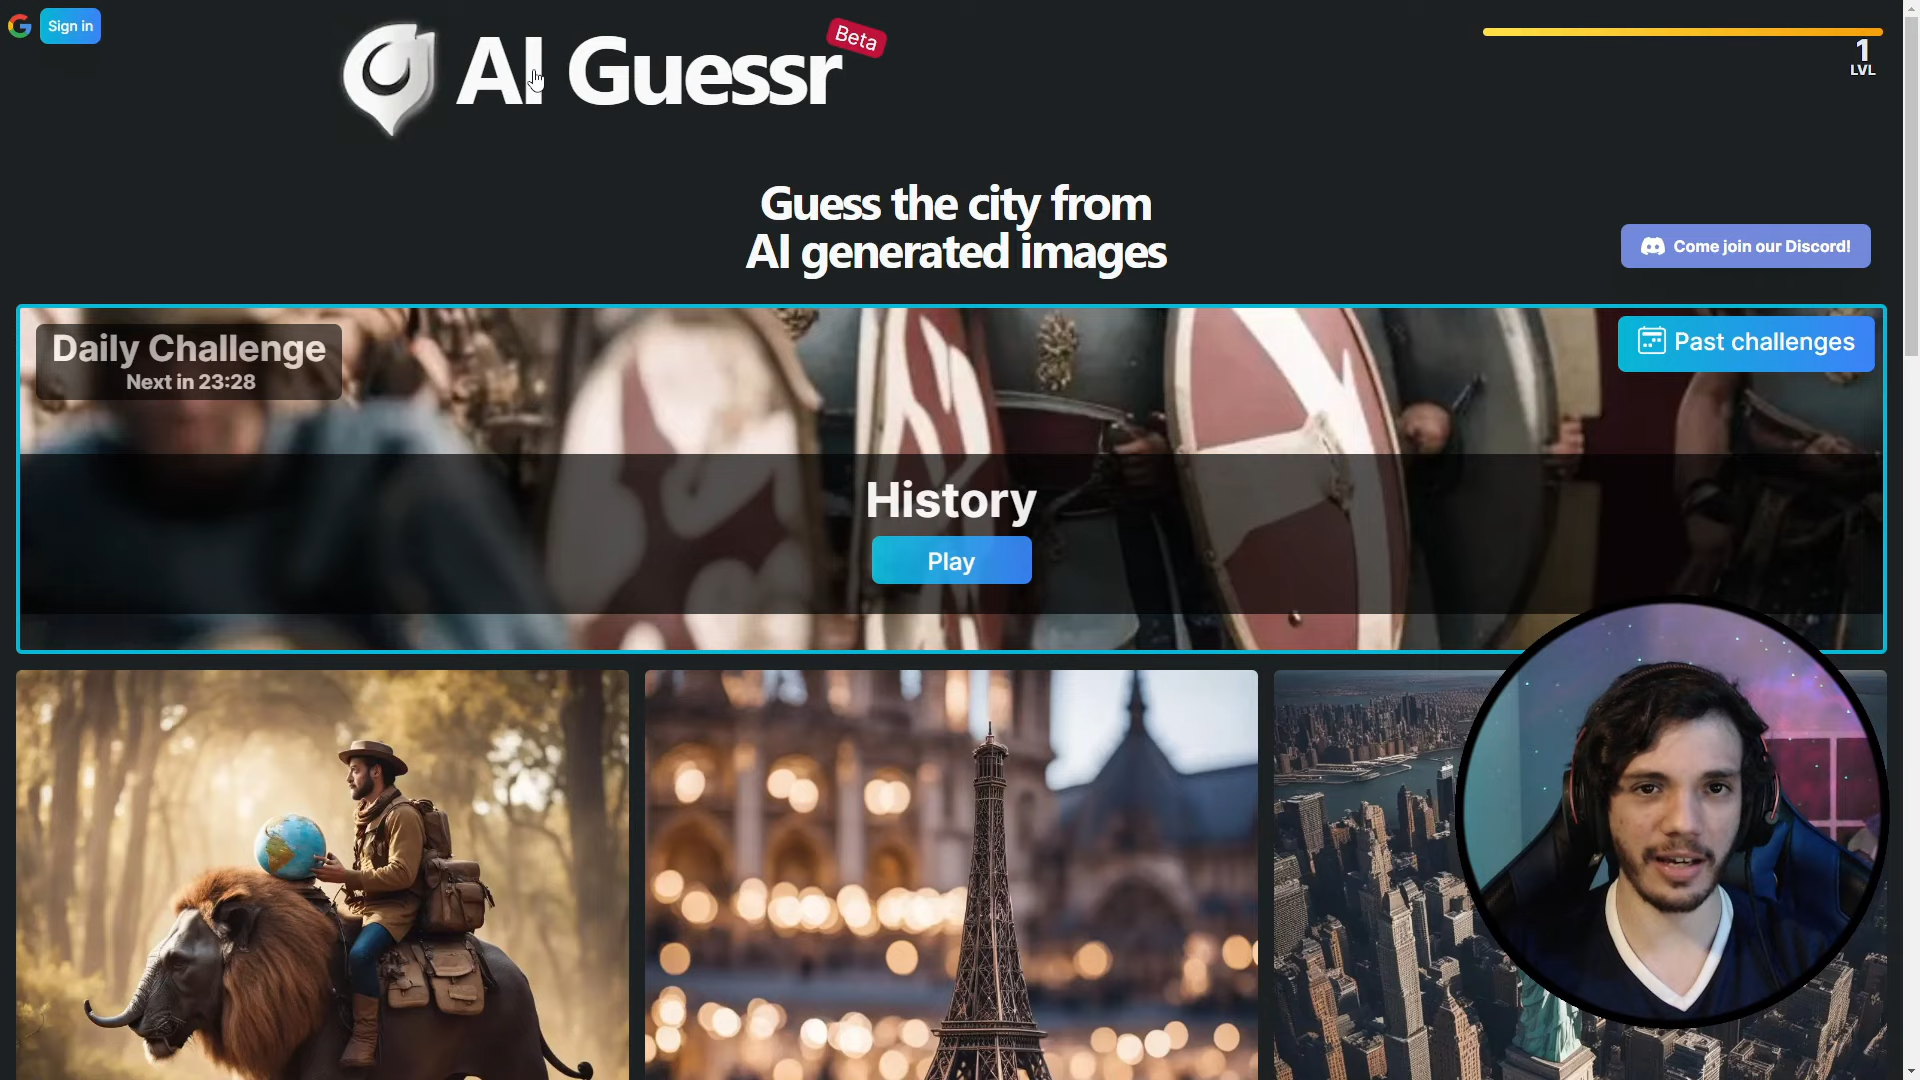 Sign in
AI Guessr
Beta
1
LVL
Guess the city from
AI generated images
Come join our Discord!
Daily Challenge
Next in 23:28
Past challenges
History
Play